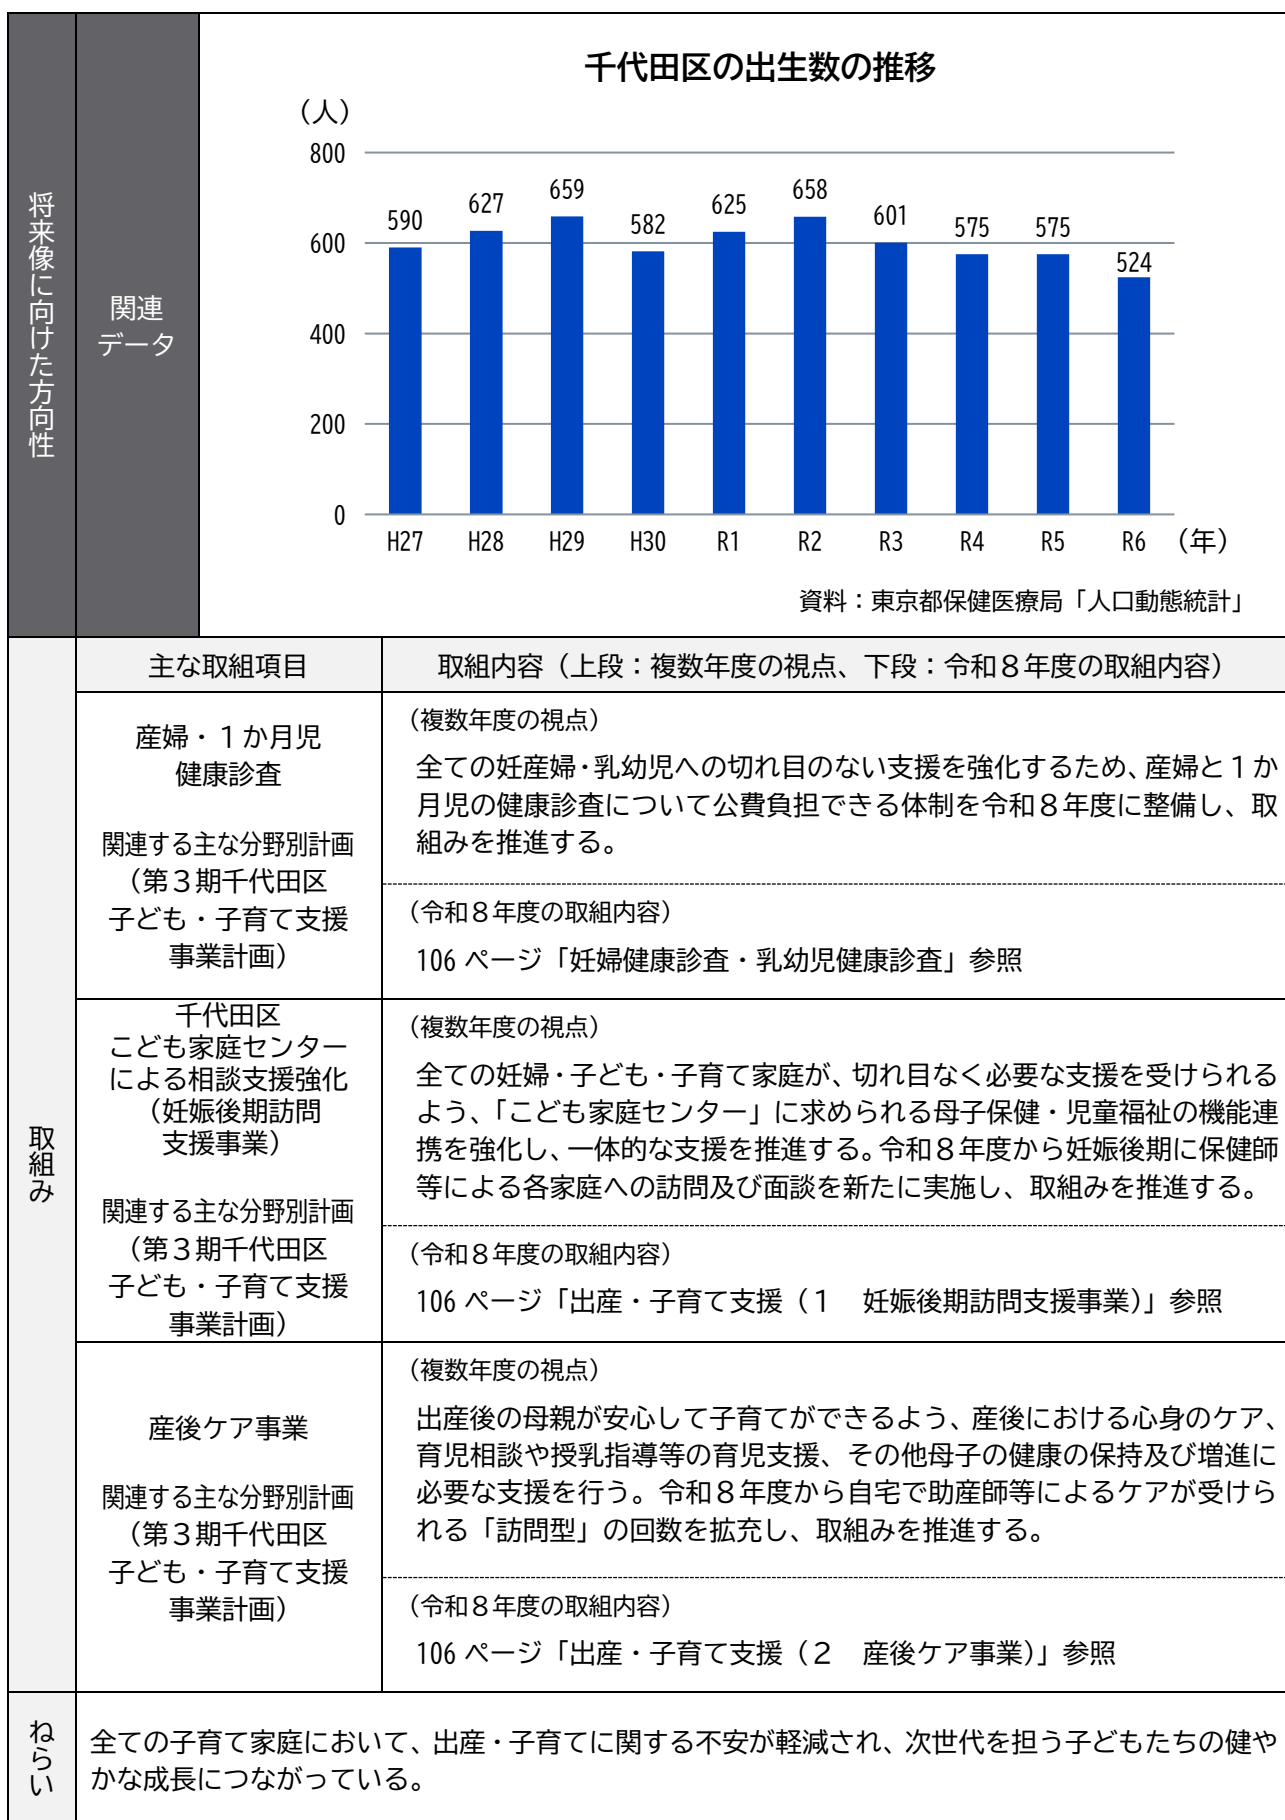 将来像に向けた方向性
関連
データ
千代田区の出生数の推移
（人）
800
600
400
200
0
590
627
659
582
625
658
601
575
575
524
H27
H28
H29
H30
R1
R2
R3
R4
R5
R6
（年）
資料：東京都保健医療局「人口動態統計」
取組み
主な取組項目
取組内容（上段：複数年度の視点、下段：令和８年度の取組内容）
産婦・１か月児
健康診査
関連する主な分野別計画
（第３期千代田区
子ども・子育て支援
事業計画）
（複数年度の視点）
全ての妊産婦・乳幼児への切れ目のない支援を強化するため、産婦と１か
月児の健康診査について公費負担できる体制を令和８年度に整備し、取
組みを推進する。
（令和８年度の取組内容）
106 ページ「妊婦健康診査・乳幼児健康診査」参照
千代田区
こども家庭センター
による相談支援強化
（妊娠後期訪問
支援事業）
関連する主な分野別計画
（第３期千代田区
子ども・子育て支援
事業計画）
（複数年度の視点）
全ての妊婦・子ども・子育て家庭が、切れ目なく必要な支援を受けられる
よう、「こども家庭センター」に求められる母子保健・児童福祉の機能連
携を強化し、一体的な支援を推進する。令和８年度から妊娠後期に保健師
等による各家庭への訪問及び面談を新たに実施し、取組みを推進する。
（令和８年度の取組内容）
106 ページ「出産・子育て支援（１　妊娠後期訪問支援事業）」参照
産後ケア事業
関連する主な分野別計画
（第３期千代田区
子ども・子育て支援
事業計画）
（複数年度の視点）
出産後の母親が安心して子育てができるよう、産後における心身のケア、
育児相談や授乳指導等の育児支援、その他母子の健康の保持及び増進に
必要な支援を行う。令和８年度から自宅で助産師等によるケアが受けら
れる「訪問型」の回数を拡充し、取組みを推進する。
（令和８年度の取組内容）
106 ページ「出産・子育て支援（２　産後ケア事業）」参照
ねらい
全ての子育て家庭において、出産・子育てに関する不安が軽減され、次世代を担う子どもたちの健や
かな成長につながっている。